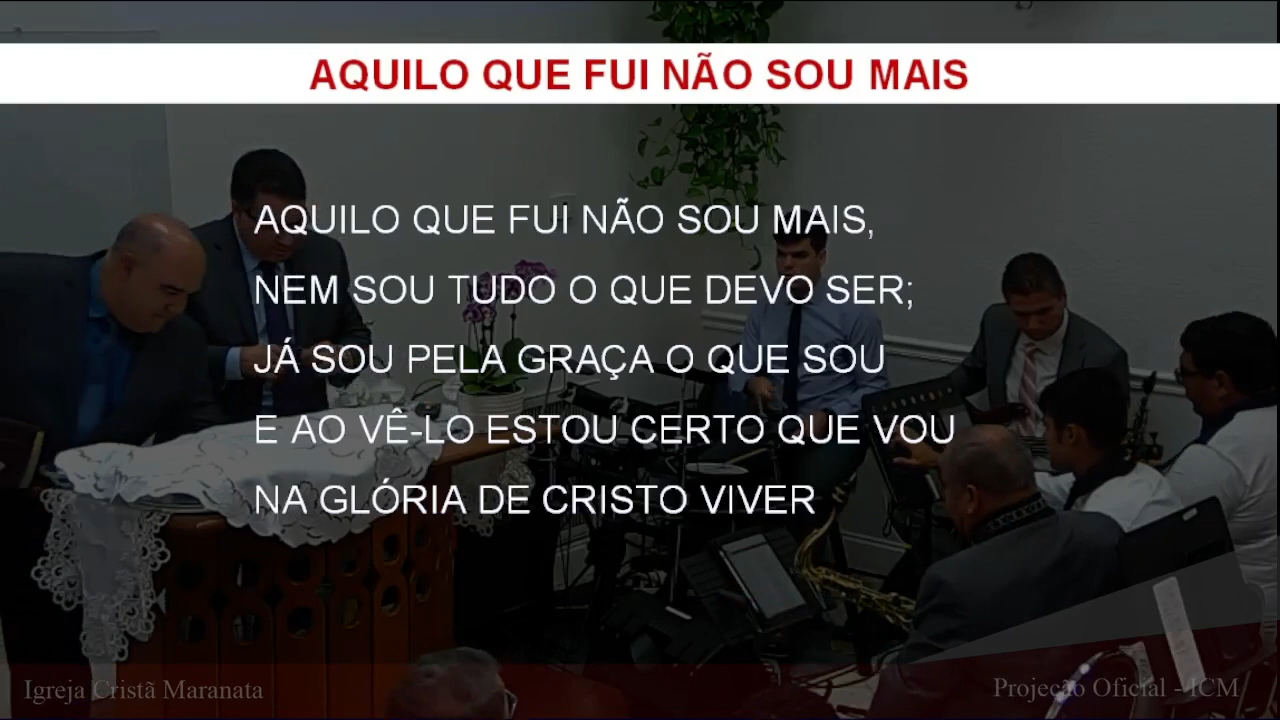 AQUILO QUE FUI NÃO SOU MAIS
AQUILO QUE FUI NÃO SOU MAIS,
NEM SOU TUDO O QUE DEVO SER;
JÁ SOU PELA GRAÇA O QUE SOU
E AO VÊ-LO ESTOU CERTO QUE VOU
NA GLÓRIA DE CRISTO VIVER
Igreja Cristã Maranata
Projeção Oficial - ICM